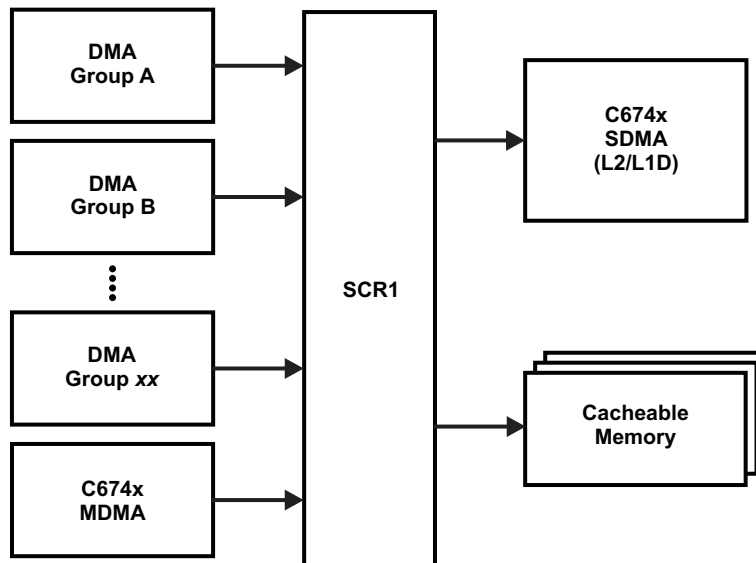 DMA
Group A
DMA
Group B
DMA
Group xx
C674x
MDMA
SCR1
C674x
SDMA
(L2/L1D)
Cacheable
Memory